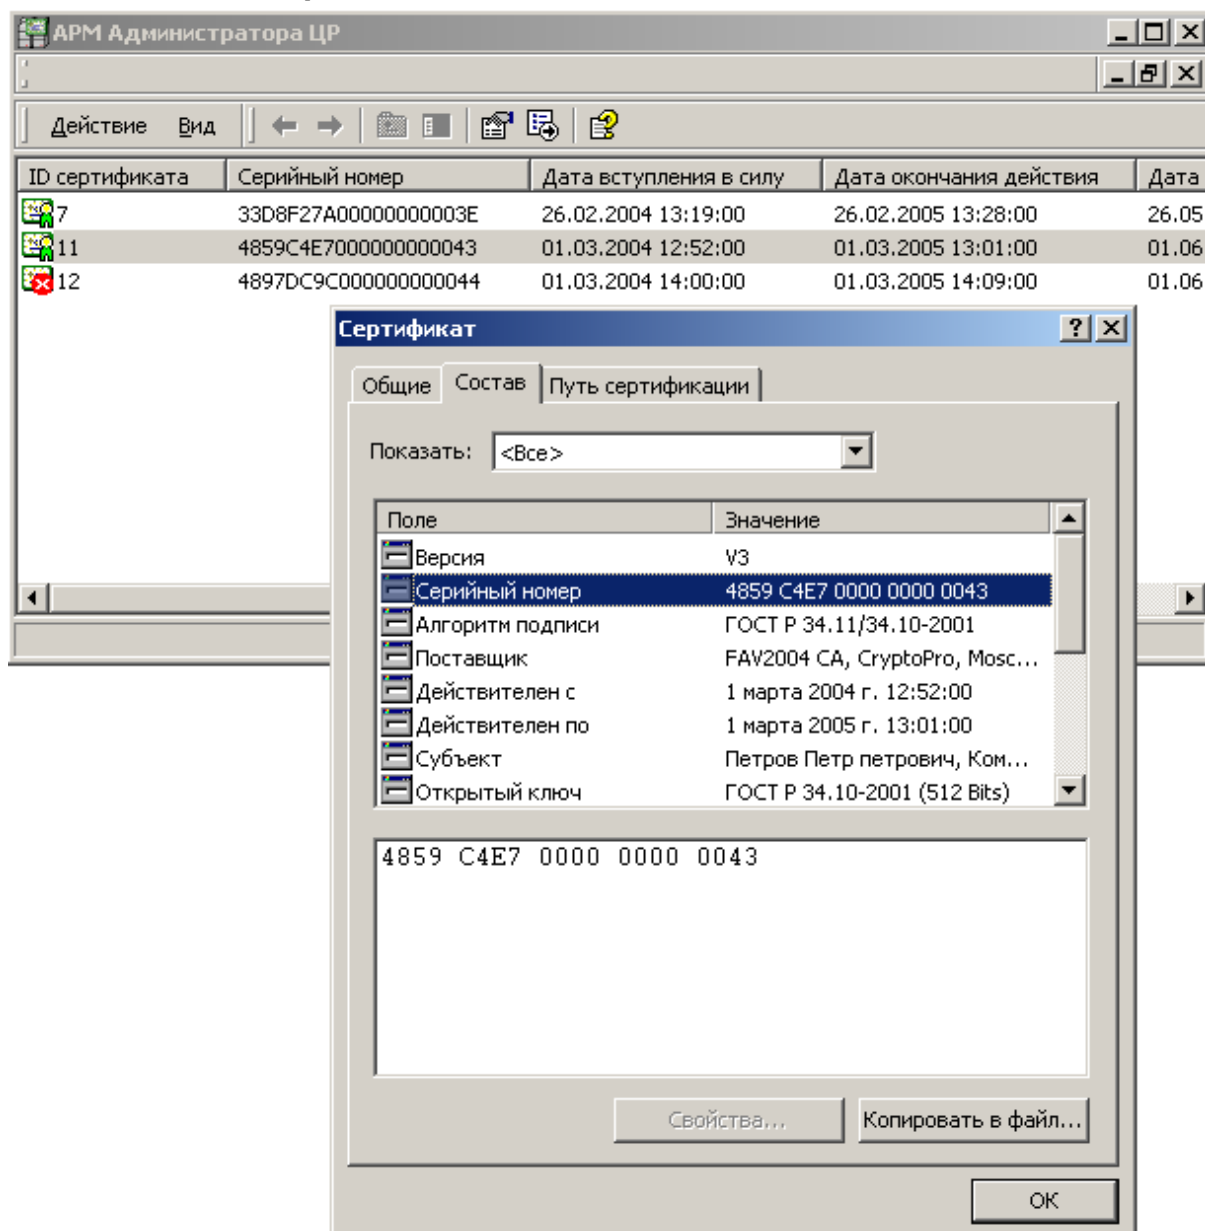 АРМ Администратора ЦР
Действие Вид
ID сертификата Серийный номер Дата вступления в силу Дата окончания действия Дата
7 33D8F27A00000000003E 26.02.2004 13:19:00 26.02.2005 13:28:00 26.05
11 4859C4E7000000000043 01.03.2004 12:52:00 01.03.2005 13:01:00 01.06
12 4897DC9C000000000044 01.03.2004 14:00:00 01.03.2005 14:09:00 01.06
Сертификат
Общие Состав Путь сертификации
Показать: <Все>
Поле Значение
Версия V3
Серийный номер 4859 C4E7 0000 0000 0043
Алгоритм подписи ГОСТ Р 34.11/34.10-2001
Поставщик FAV2004 CA, CryptoPro, Mosc...
Действителен с 1 марта 2004 г. 12:52:00
Действителен по 1 марта 2005 г. 13:01:00
Субъект Петров Петр петрович, Ком...
Открытый ключ ГОСТ Р 34.10-2001 (512 Bits)
4859 C4E7 0000 0000 0043
Свойства... Копировать в файл...
ОК